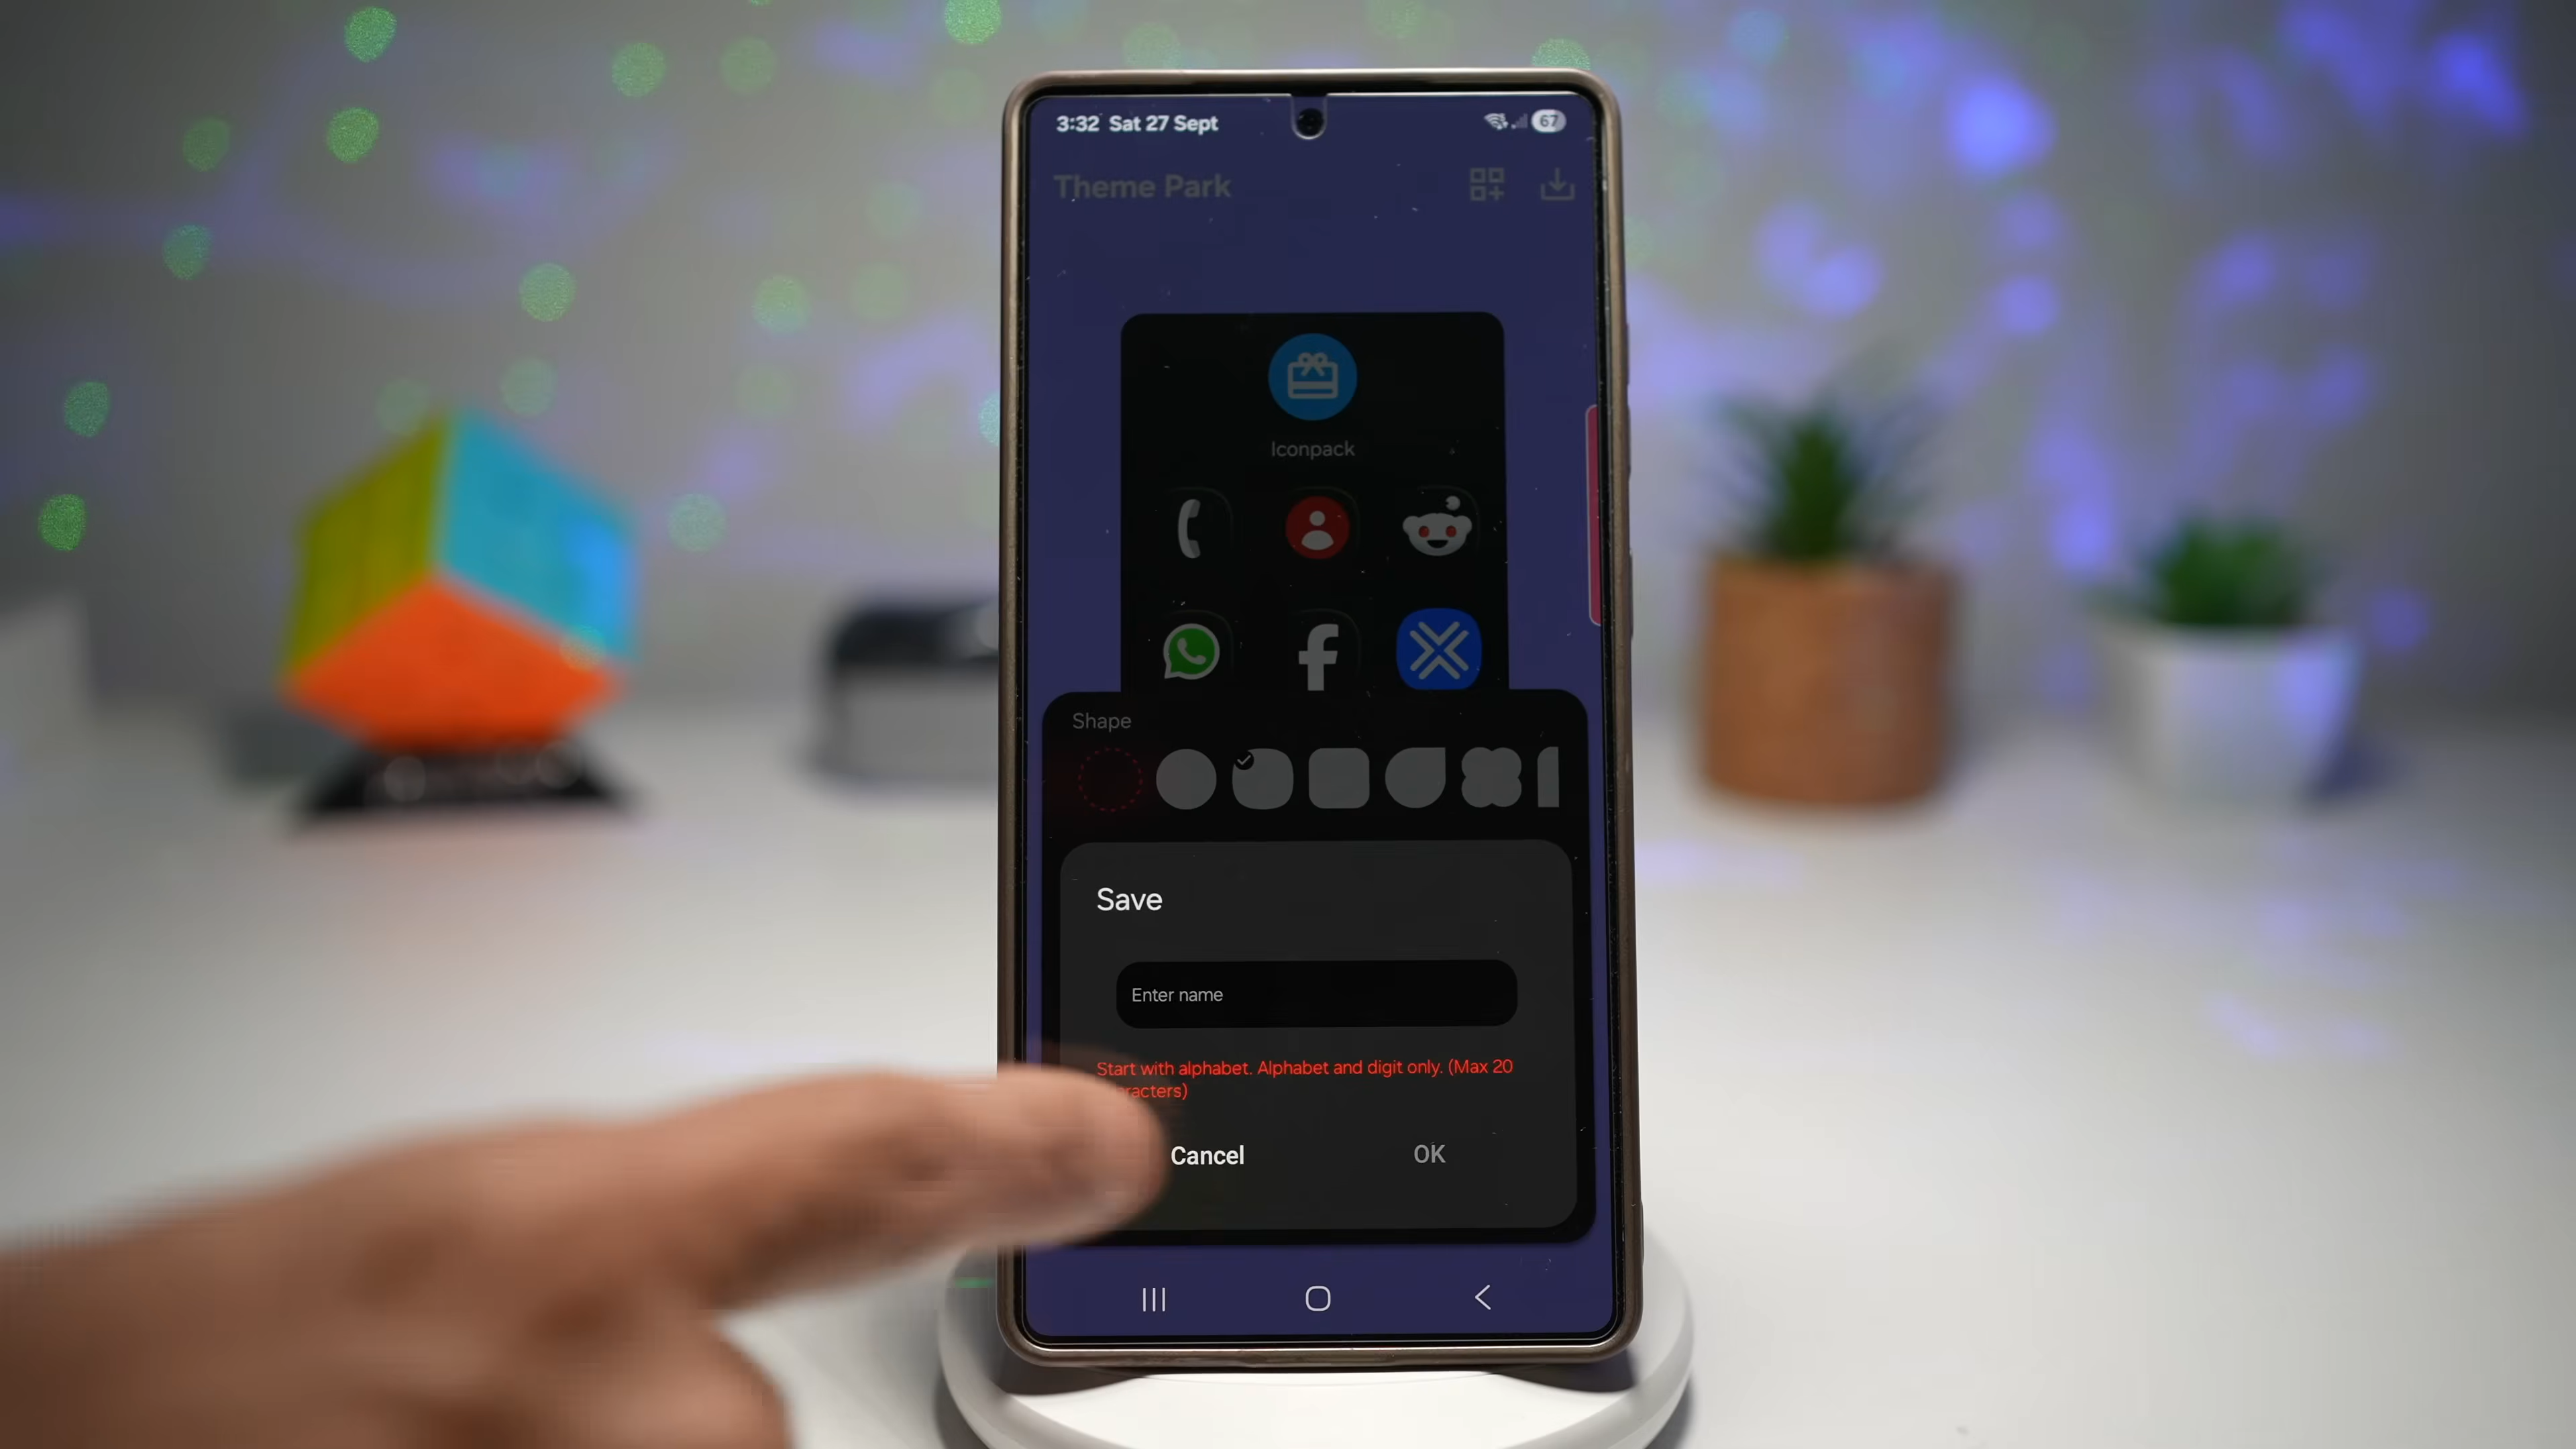 3:32 Sat 27 Sept
67
Theme Park
Iconpack
Shape
Save
Enter name
Start with alphabet. Alphabet and digit only. (Max 20
racters)
Cancel
OK